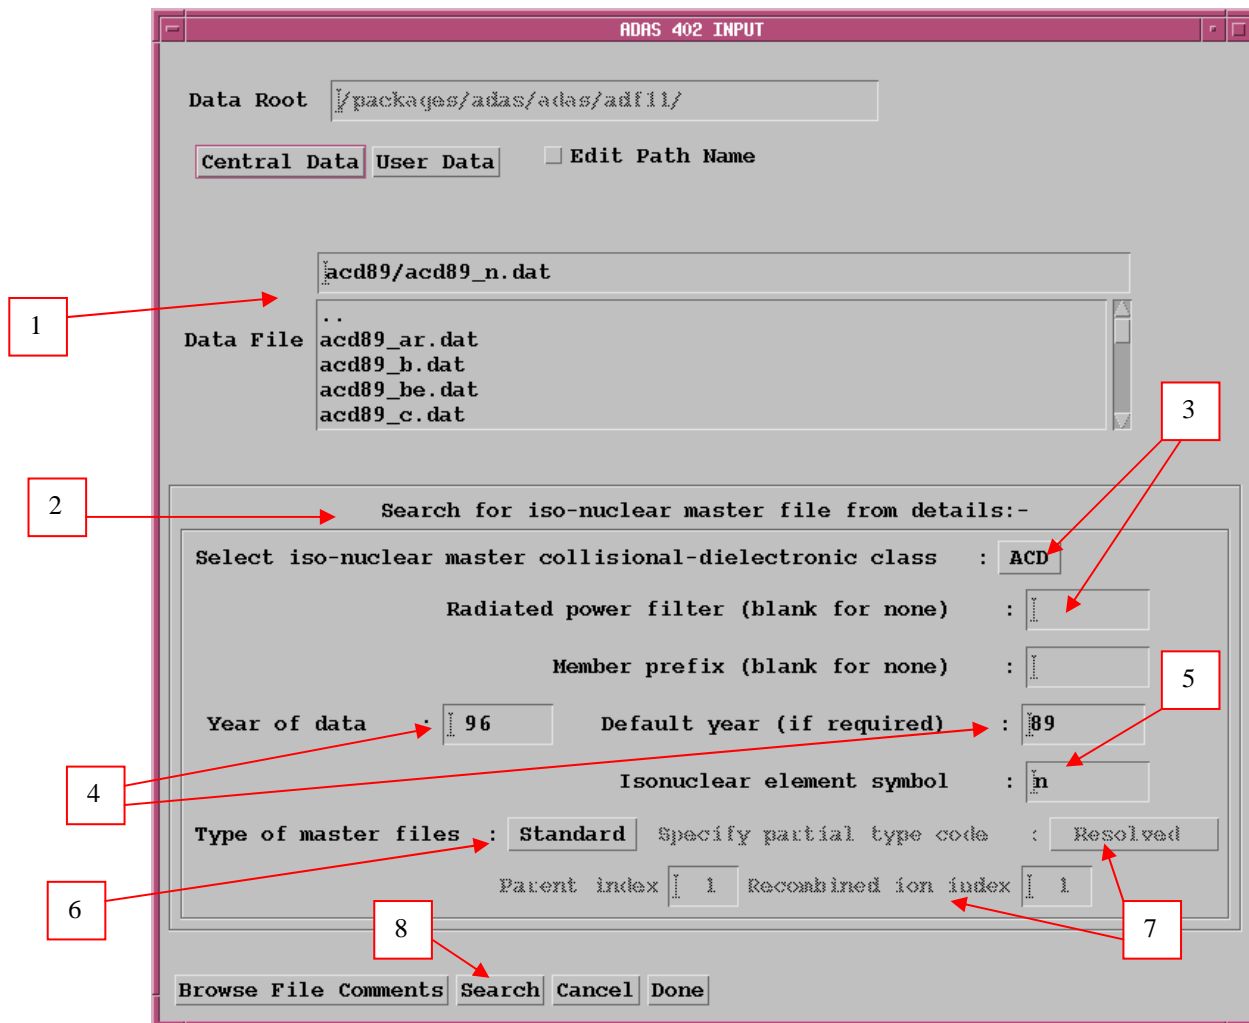 ADAS 402 INPUT
Data Root /packages/adas/adas/adf11/
Central Data User Data Edit Path Name
acd89/acd89_n.dat
1
Data File
..
acd89_ar.dat
acd89_b.dat
acd89_be.dat
acd89_c.dat
3
2
Search for iso-nuclear master file from details:-
Select iso-nuclear master collisional-dielectronic class : ACD
Radiated power filter (blank for none) :
Member prefix (blank for none) :
5
Year of data : 96 Default year (if required) : 89
4
Isonuclear element symbol : n
Type of master files : Standard Specify partial type code : Resolved
Parent index 1 Recombined ion index 1
6
8
7
Browse File Comments Search Cancel Done